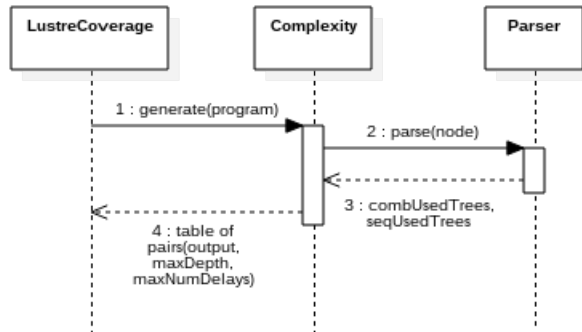 LustreCoverage
Complexity
Parser
1 : generate(program)
2 : parse(node)
3 : combUsedTrees,
seqUsedTrees
4 : table of
pairs(output,
maxDepth,
maxNumDelays)